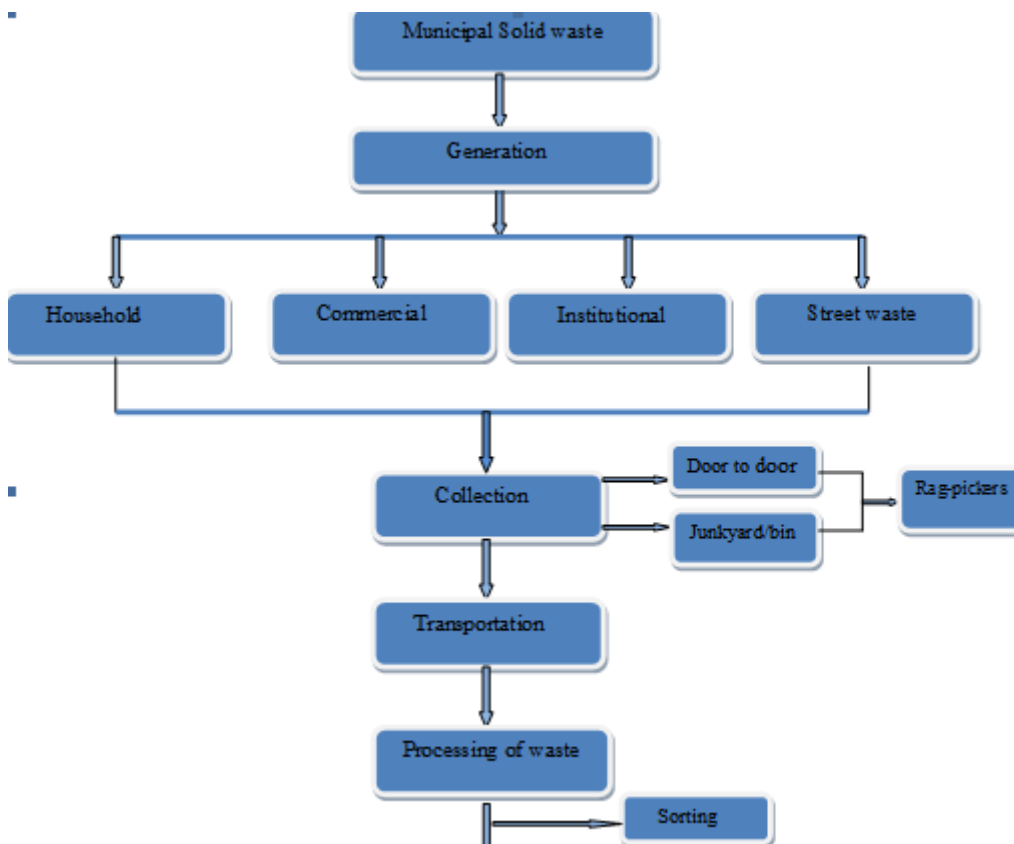 Municipal Solid waste
Generation
Household
Commercial
Institutional
Street waste
Collection
Door to door
Junkyard/bin
Rag-pickers
Transportation
Processing of waste
Sorting